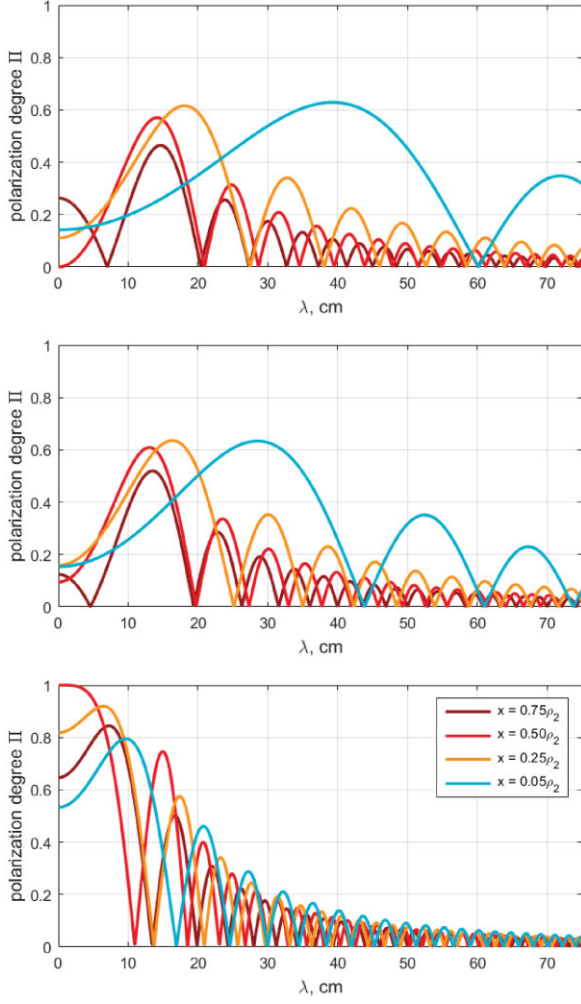 1
0.8
0.6
0.4
0.2
0
polarization degree Π
0 10 20 30 40 50 60 70
λ, cm
1
0.8
0.6
0.4
0.2
0
polarization degree Π
0 10 20 30 40 50 60 70
λ, cm
1
0.8
0.6
0.4
0.2
0
polarization degree Π
x = 0.75ρ₂
x = 0.50ρ₂
x = 0.25ρ₂
x = 0.05ρ₂
0 10 20 30 40 50 60 70
λ, cm